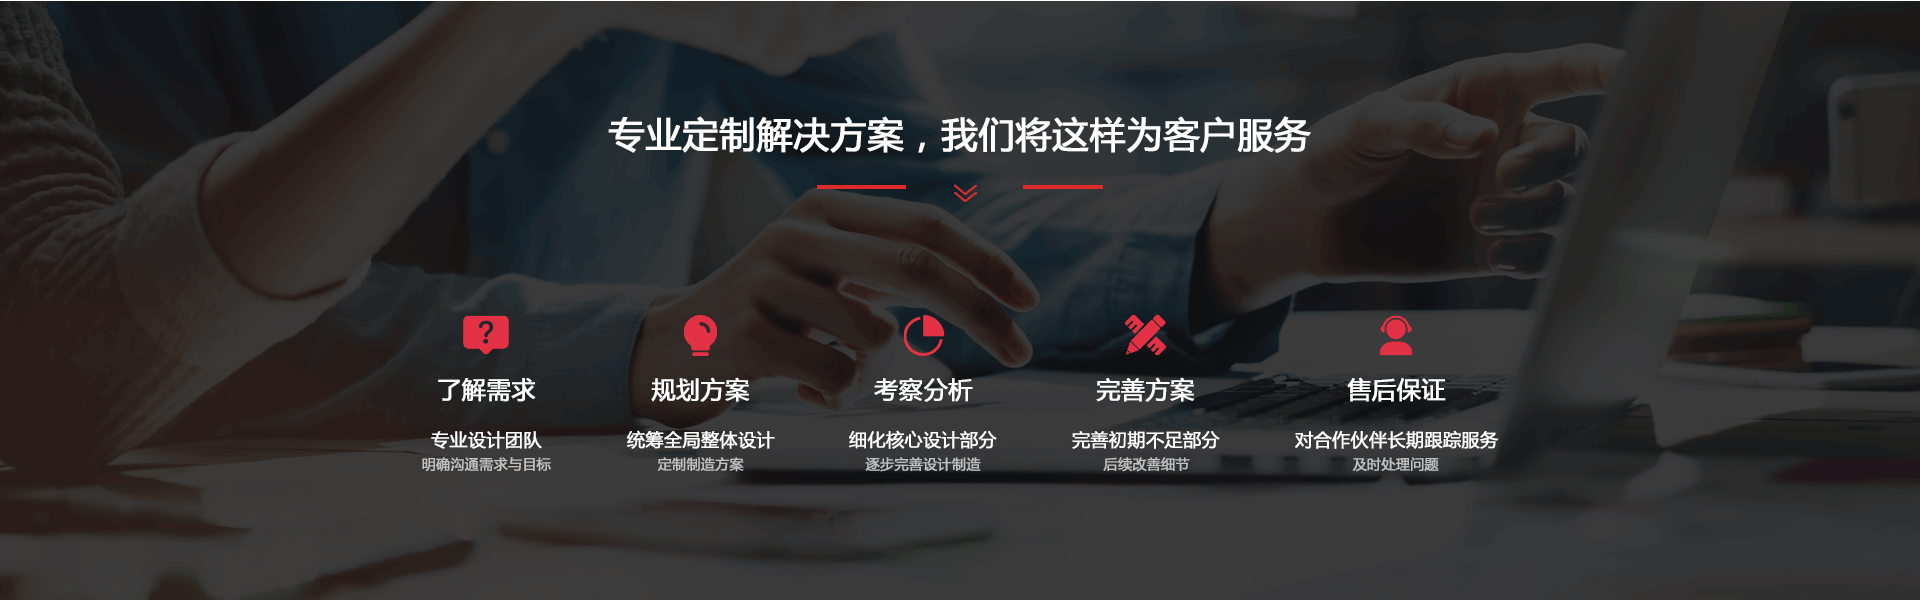 专业定制解决方案，我们将这样为客户服务
了解需求
专业设计团队
明确沟通需求与目标
规划方案
统筹全局整体设计
定制制造方案
考察分析
细化核心设计部分
逐步完善设计制造
完善方案
完善初期不足部分
后续改善细节
售后保证
对合作伙伴长期跟踪服务
及时处理问题